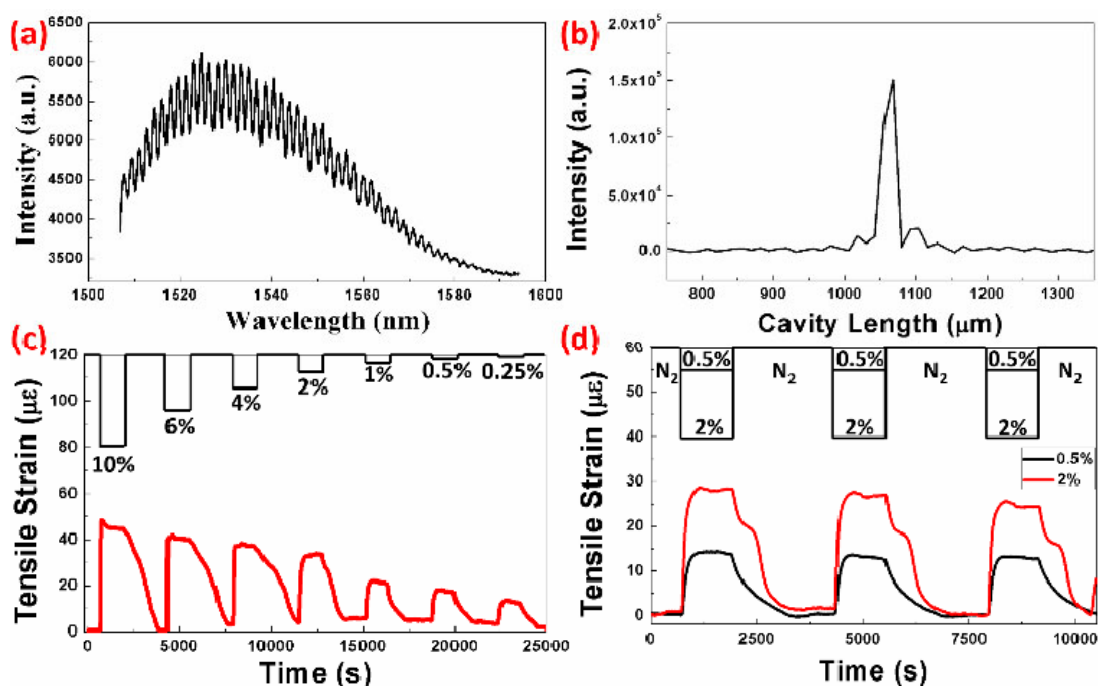 (a)
6500
6000
5500
5000
4500
4000
3500
Intensity (a.u.)
1500 1520 1540 1560 1580 1600
Wavelength (nm)
(b)
2.0x10⁵
1.5x10⁵
1.0x10⁵
5.0x10⁴
0.0
Intensity (a.u.)
800 900 1000 1100 1200 1300
Cavity Length (μm)
(c)
120
100
80
60
40
20
0
Tensile Strain (με)
10% 6% 4% 2% 1% 0.5% 0.25%
0 5000 10000 15000 20000 25000
Time (s)
(d)
60
50
40
30
20
10
0
Tensile Strain (με)
N₂ 0.5% N₂ 0.5% N₂ 0.5% N₂
2% 2% 2%
0.5%
2%
0 2500 5000 7500 10000
Time (s)